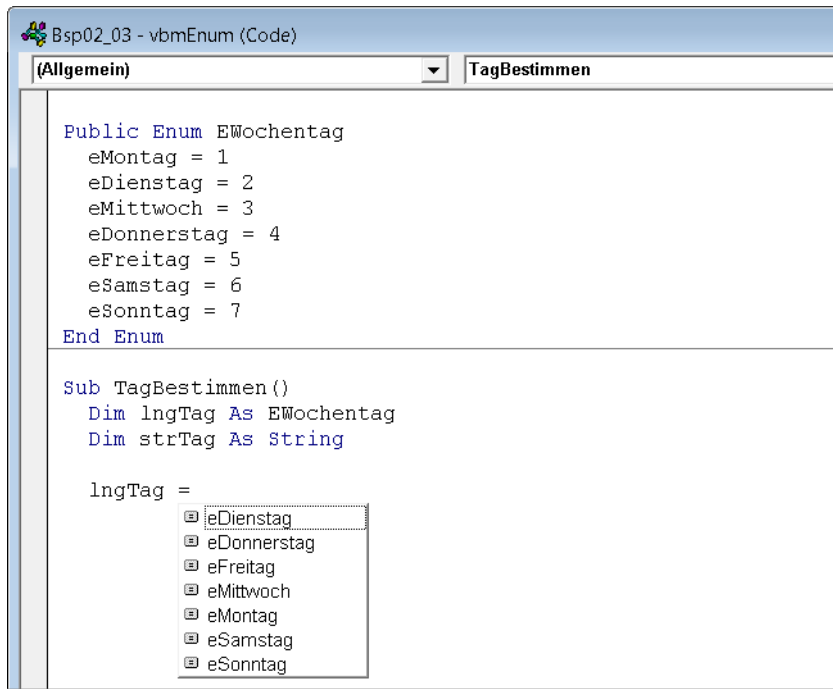 Bsp02_03 - vbmEnum (Code)
(Allgemein) TagBestimmen
Public Enum EWochentag
eMontag = 1
eDienstag = 2
eMittwoch = 3
eDonnerstag = 4
eFreitag = 5
eSamstag = 6
eSonntag = 7
End Enum
Sub TagBestimmen()
Dim lngTag As EWochentag
Dim strTag As String
lngTag =
eDienstag
eDonnerstag
eFreitag
eMittwoch
eMontag
eSamstag
eSonntag